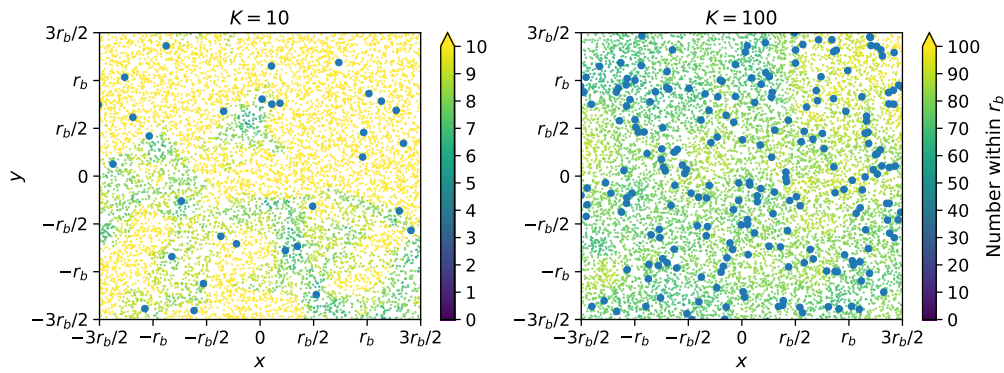 K = 10
y
3r_b/2
r_b
r_b/2
0
−r_b/2
−r_b
−3r_b/2
−3r_b/2
−r_b
−r_b/2
0
r_b/2
r_b
3r_b/2
x
10
9
8
7
6
5
4
3
2
1
0
K = 100
3r_b/2
r_b
r_b/2
0
−r_b/2
−r_b
−3r_b/2
−3r_b/2
−r_b
−r_b/2
0
r_b/2
r_b
3r_b/2
x
100
90
80
70
60
50
40
30
20
10
0
Number within r_b